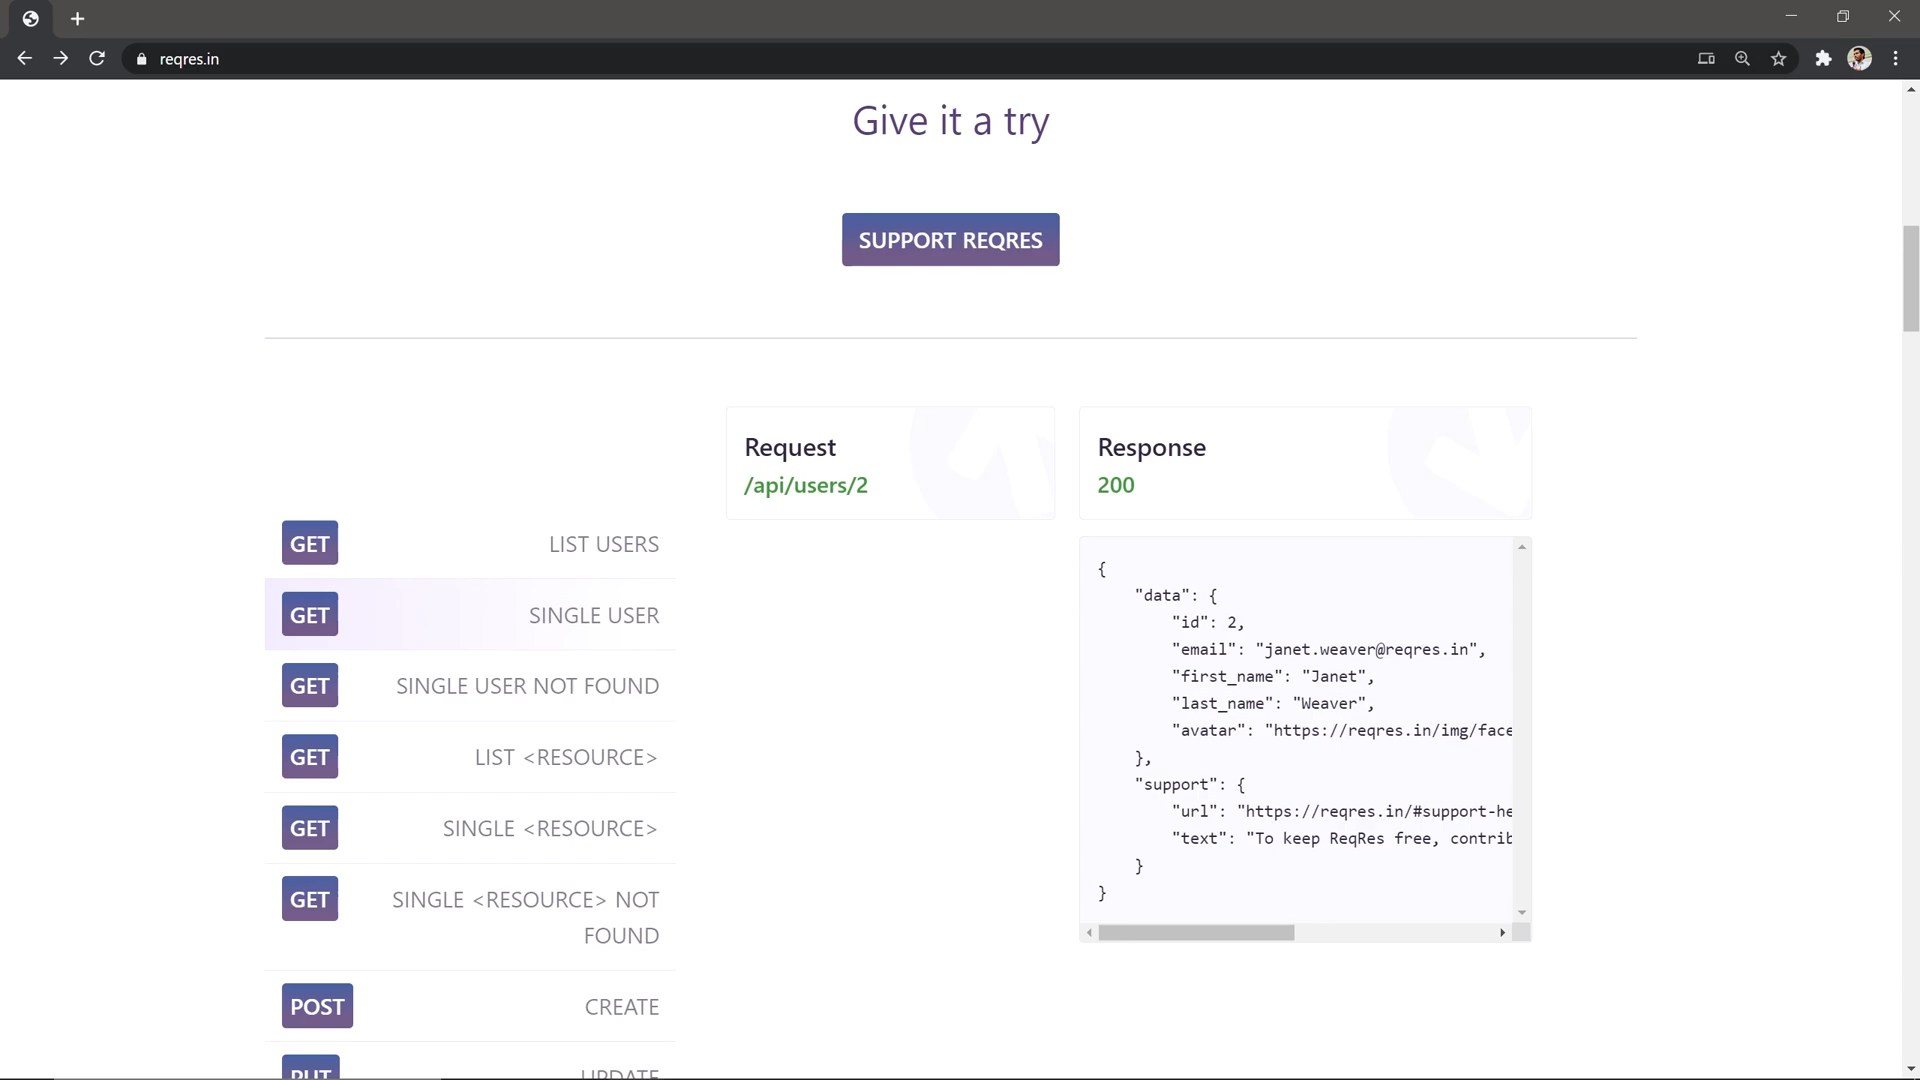 reqres.in
Give it a try
SUPPORT REQRES
Request
/api/users/2
Response
200
GET LIST USERS
GET SINGLE USER
GET SINGLE USER NOT FOUND
GET LIST <RESOURCE>
GET SINGLE <RESOURCE>
GET SINGLE <RESOURCE> NOT
FOUND
POST CREATE
PUT UPDATE
{
"data": {
"id": 2,
"email": "janet.weaver@reqres.in",
"first_name": "Janet",
"last_name": "Weaver",
"avatar": "https://reqres.in/img/face
},
"support": {
"url": "https://reqres.in/#support-he
"text": "To keep ReqRes free, contrib
}
}